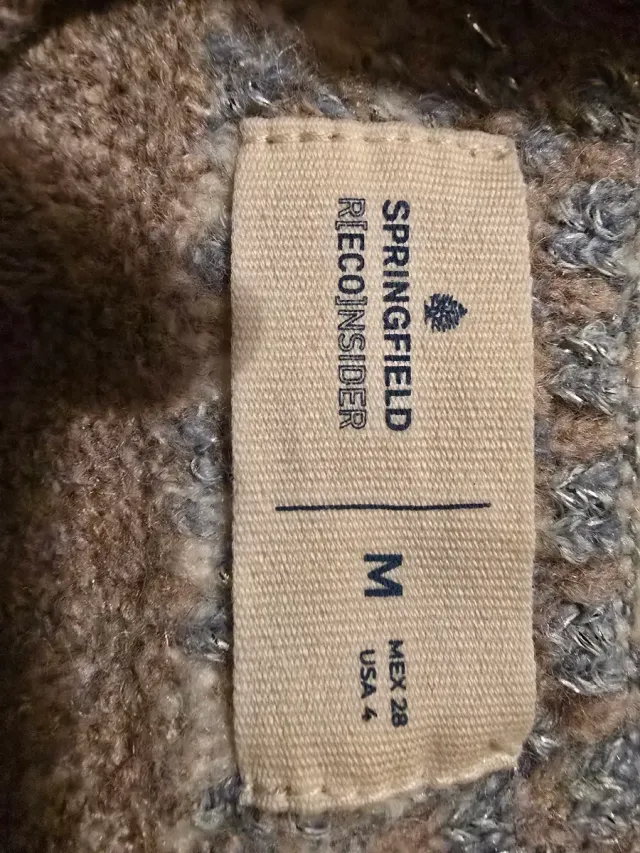 SPRINGFIELD
R[ECO]NSIDER
M
MEX 28
USA 4